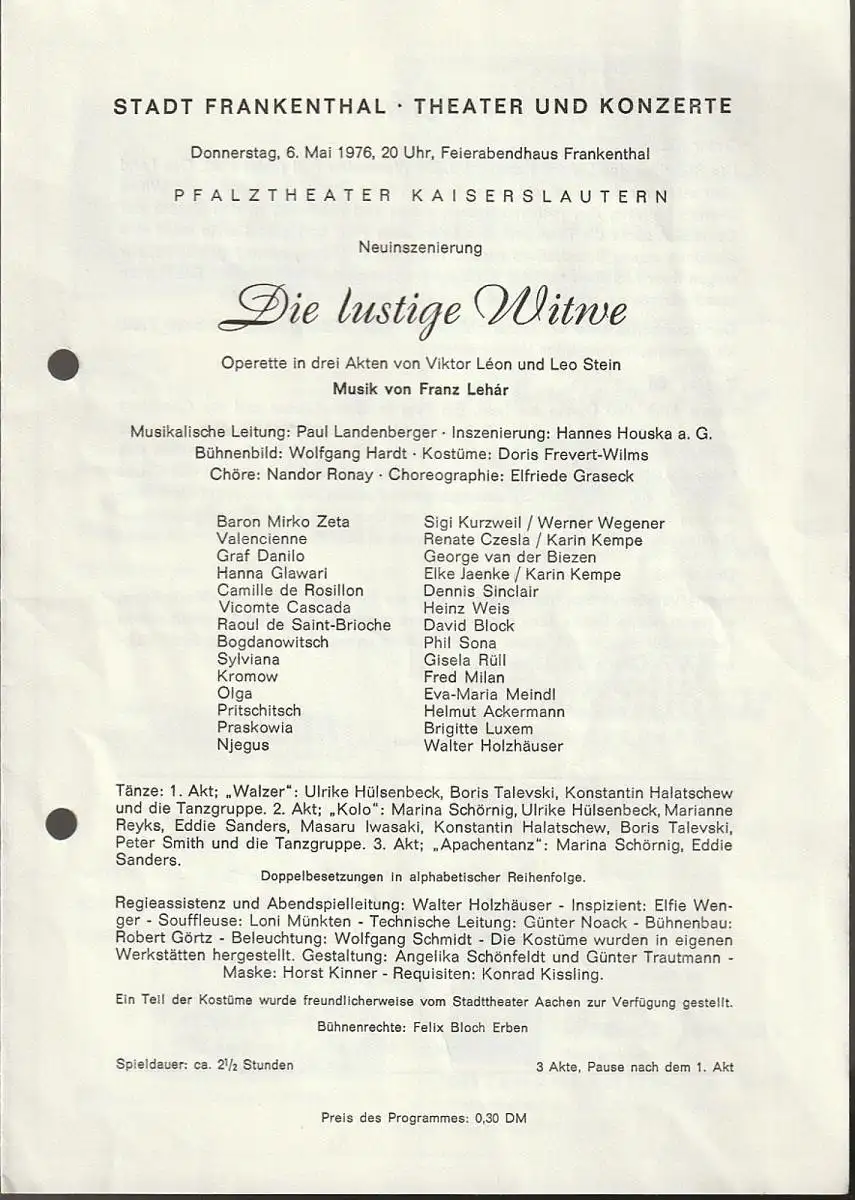 STADT FRANKENTHAL · THEATER UND KONZERTE
Donnerstag, 6. Mai 1976, 20 Uhr, Feierabendhaus Frankenthal
PFALZTHEATER KAISERSLAUTERN
Neuinszenierung
Die lustige Witwe
Operette in drei Akten von Viktor Léon und Leo Stein
Musik von Franz Lehár
Musikalische Leitung: Paul Landenberger · Inszenierung: Hannes Houska a. G.
Bühnenbild: Wolfgang Hardt · Kostüme: Doris Frevert-Wilms
Chöre: Nandor Ronay · Choreographie: Elfriede Graseck
Baron Mirko Zeta Sigi Kurzweil / Werner Wegener
Valencienne Renate Czesla / Karin Kempe
Graf Danilo George van der Biezen
Hanna Glawari Elke Jaenke / Karin Kempe
Camille de Rosillon Dennis Sinclair
Vicomte Cascada Heinz Weis
Raoul de Saint-Brioche David Block
Bogdanowitsch Phil Sona
Sylviana Gisela Rüll
Kromow Fred Milan
Olga Eva-Maria Meindl
Pritschitsch Helmut Ackermann
Praskowia Brigitte Luxem
Njegus Walter Holzhäuser
Tänze: 1. Akt; „Walzer“: Ulrike Hülsenbeck, Boris Talevski, Konstantin Halatschew
und die Tanzgruppe. 2. Akt; „Kolo“: Marina Schörnig, Ulrike Hülsenbeck, Marianne
Reyks, Eddie Sanders, Masaru Iwasaki, Konstantin Halatschew, Boris Talevski,
Peter Smith und die Tanzgruppe. 3. Akt; „Apachentanz“: Marina Schörnig, Eddie
Sanders.
Doppelbesetzungen in alphabetischer Reihenfolge.
Regieassistenz und Abendspielleitung: Walter Holzhäuser - Inspizient: Elfie Wen-
ger - Souffleuse: Loni Münkten - Technische Leitung: Günter Noack - Bühnenbau:
Robert Görtz - Beleuchtung: Wolfgang Schmidt - Die Kostüme wurden in eigenen
Werkstätten hergestellt. Gestaltung: Angelika Schönfeldt und Günter Trautmann -
Maske: Horst Kinner - Requisiten: Konrad Kissling.
Ein Teil der Kostüme wurde freundlicherweise vom Stadttheater Aachen zur Verfügung gestellt.
Bühnenrechte: Felix Bloch Erben
Spieldauer: ca. 2½ Stunden 3 Akte, Pause nach dem 1. Akt
Preis des Programmes: 0,30 DM